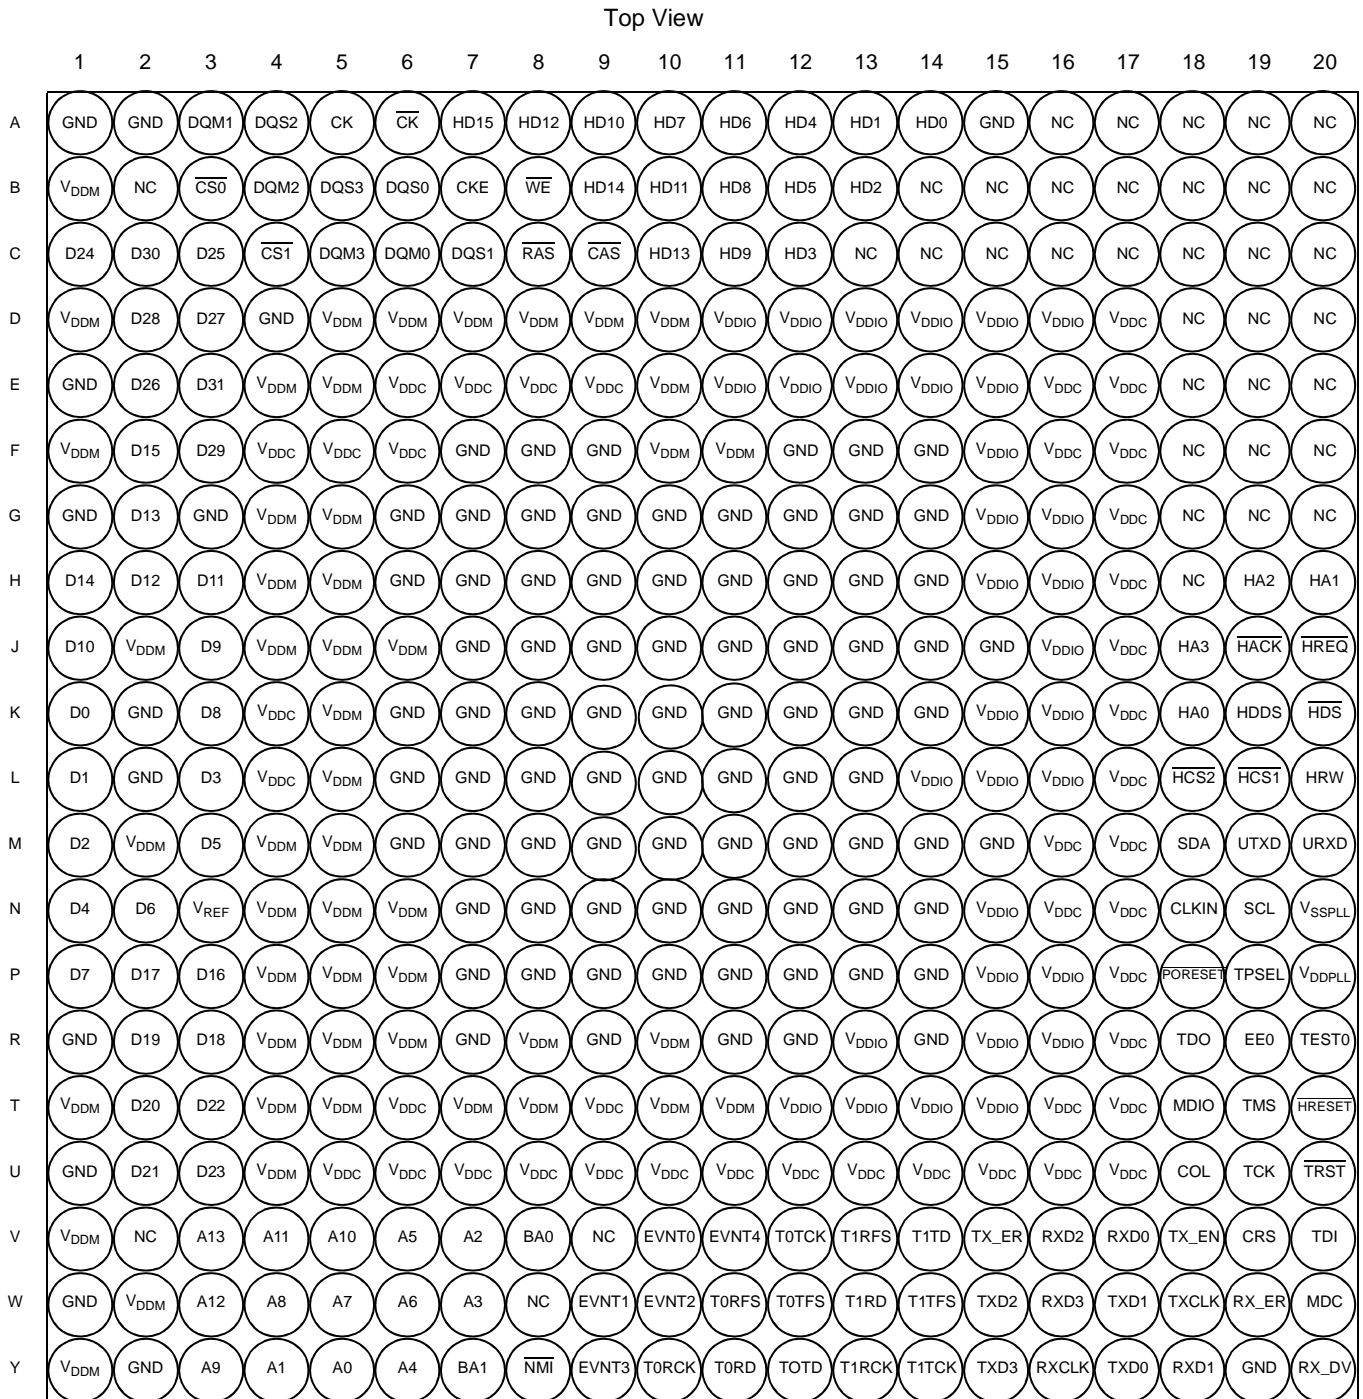 Top View
1 2 3 4 5 6 7 8 9 10 11 12 13 14 15 16 17 18 19 20
A GND GND DQM1 DQS2 CK CK HD15 HD12 HD10 HD7 HD6 HD4 HD1 HD0 GND NC NC NC NC NC
B VDDM NC CS0 DQM2 DQS3 DQS0 CKE WE HD14 HD11 HD8 HD5 HD2 NC NC NC NC NC NC NC
C D24 D30 D25 CS1 DQM3 DQM0 DQS1 RAS CAS HD13 HD9 HD3 NC NC NC NC NC NC NC NC
D VDDM D28 D27 GND VDDM VDDM VDDM VDDM VDDM VDDM VDDIO VDDIO VDDIO VDDIO VDDIO VDDIO VDDC NC NC NC
E GND D26 D31 VDDM VDDM VDDC VDDC VDDC VDDC VDDM VDDIO VDDIO VDDIO VDDIO VDDIO VDDC VDDC NC NC NC
F VDDM D15 D29 VDDC VDDC VDDC GND GND GND VDDM VDDM GND GND GND VDDIO VDDC VDDC NC NC NC
G GND D13 GND VDDM VDDM GND GND GND GND GND GND GND GND GND VDDIO VDDIO VDDC NC NC NC
H D14 D12 D11 VDDM VDDM GND GND GND GND GND GND GND GND GND VDDIO VDDIO VDDC NC HA2 HA1
J D10 VDDM D9 VDDM VDDM VDDM GND GND GND GND GND GND GND GND GND VDDIO VDDC HA3 HACK HREQ
K D0 GND D8 VDDC VDDM GND GND GND GND GND GND GND GND GND VDDIO VDDIO VDDC HA0 HDDS HDS
L D1 GND D3 VDDC VDDM GND GND GND GND GND GND GND GND VDDIO VDDIO VDDIO VDDC HCS2 HCS1 HRW
M D2 VDDM D5 VDDM VDDM GND GND GND GND GND GND GND GND GND GND VDDC VDDC SDA UTXD URXD
N D4 D6 VREF VDDM VDDM VDDM GND GND GND GND GND GND GND GND VDDIO VDDC VDDC CLKIN SCL VSSPLL
P D7 D17 D16 VDDM VDDM VDDM GND GND GND GND GND GND GND GND VDDIO VDDIO VDDC PORESET TPSEL VDDPLL
R GND D19 D18 VDDM VDDM VDDM GND VDDM GND VDDM GND GND VDDIO GND VDDIO VDDIO VDDC TDO EE0 TEST0
T VDDM D20 D22 VDDM VDDM VDDC VDDM VDDM VDDC VDDM VDDM VDDIO VDDIO VDDIO VDDIO VDDC VDDC MDIO TMS HRESET
U GND D21 D23 VDDM VDDC VDDC VDDC VDDC VDDC VDDC VDDC VDDC VDDC VDDC VDDC VDDC VDDC COL TCK TRST
V VDDM NC A13 A11 A10 A5 A2 BA0 NC EVNT0 EVNT4 T0TCK T1RFS T1TD TX_ER RXD2 RXD0 TX_EN CRS TDI
W GND VDDM A12 A8 A7 A6 A3 NC EVNT1 EVNT2 T0RFS T0TFS T1RD T1TFS TXD2 RXD3 TXD1 TXCLK RX_ER MDC
Y VDDM GND A9 A1 A0 A4 BA1 NMI EVNT3 T0RCK T0RD TOTD T1RCK T1TCK TXD3 RXCLK TXD0 RXD1 GND RX_DV